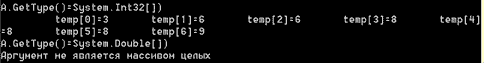 A.GetType()=System.Int32[])
temp[0]=3 temp[1]=6 temp[2]=6 temp[3]=8 temp[4]
=8 temp[5]=8 temp[6]=9
A.GetType()=System.Double[])
Аргумент не является массивом целых